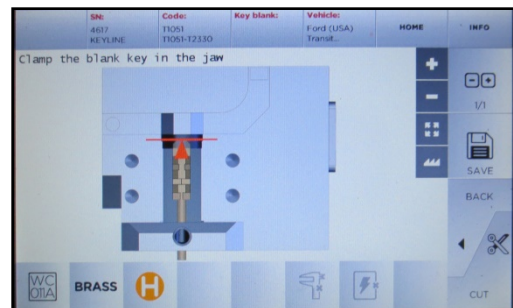 SN: Code: Key blank: Vehicle:
4617 T1051 Ford (USA) HOME INFO
KEYLINE T1051-12330 Transit...
Clamp the blank key in the jaw
1/1
SAVE
BACK
WC 011A BRASS H
CUT